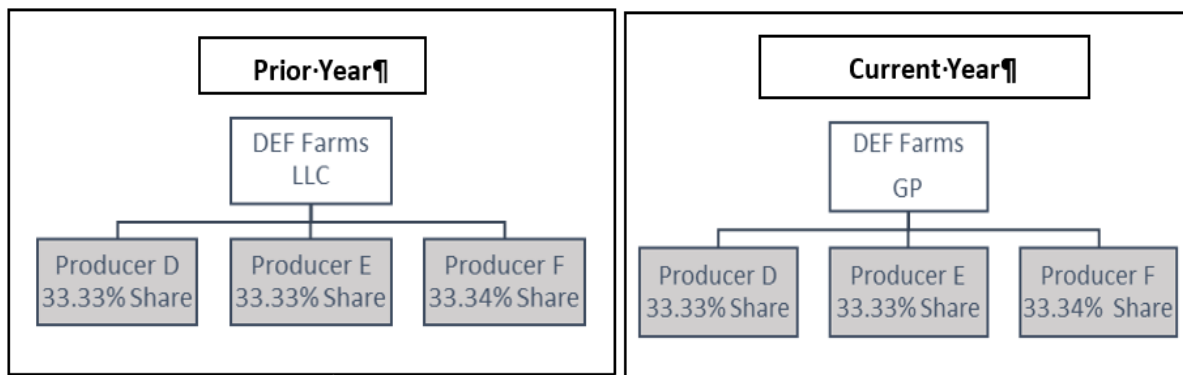 Prior·Year¶
DEF Farms
LLC
Producer D
33.33% Share
Producer E
33.33% Share
Producer F
33.34% Share
Current·Year¶
DEF Farms
GP
Producer D
33.33% Share
Producer E
33.33% Share
Producer F
33.34% Share